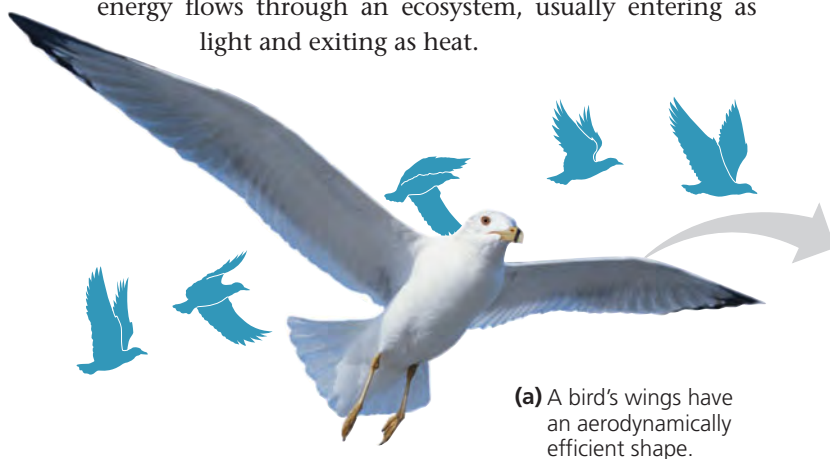 energy flows through an ecosystem, usually entering as
light and exiting as heat.
(a) A bird's wings have
an aerodynamically
efficient shape.